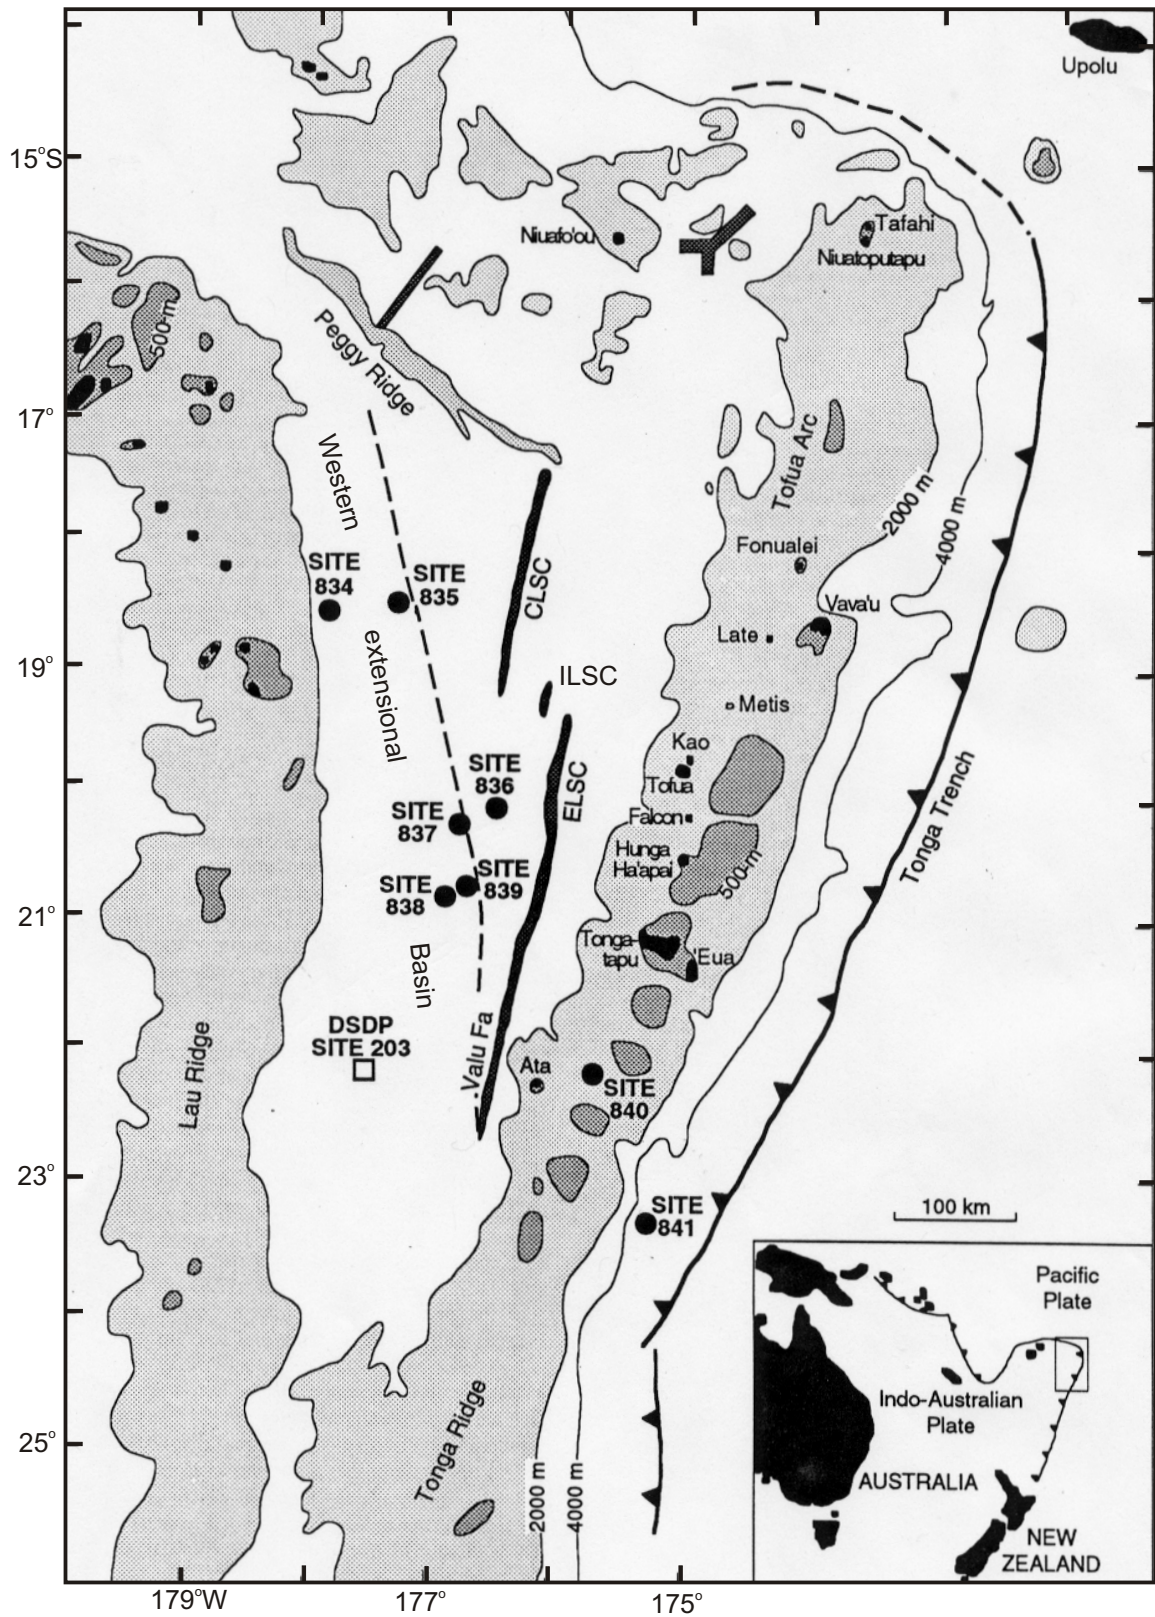 Upolu
15°S
Tafahi
Niuafo'ou
Niuatoputapu
500-m
Peggy Ridge
17°
Western
Tofua Arc
2000 m
4000 m
Fonualei
SITE
834
SITE
835
CLSC
Vava'u
Late
extensional
19°
ILSC
Metis
Kao
Tofua
SITE
836
ELSC
Tonga Trench
SITE
837
Falcon
Hunga
Ha'apai
500-m
SITE
838
SITE
839
21°
Tonga-
tapu
'Eua
Basin
DSDP
SITE 203
Lau Ridge
Valu Fa
Ata
SITE
840
23°
SITE
841
100 km
Pacific
Plate
Indo-Australian
Plate
25°
Tonga Ridge
2000 m
4000 m
AUSTRALIA
NEW
ZEALAND
179°W
177°
175°